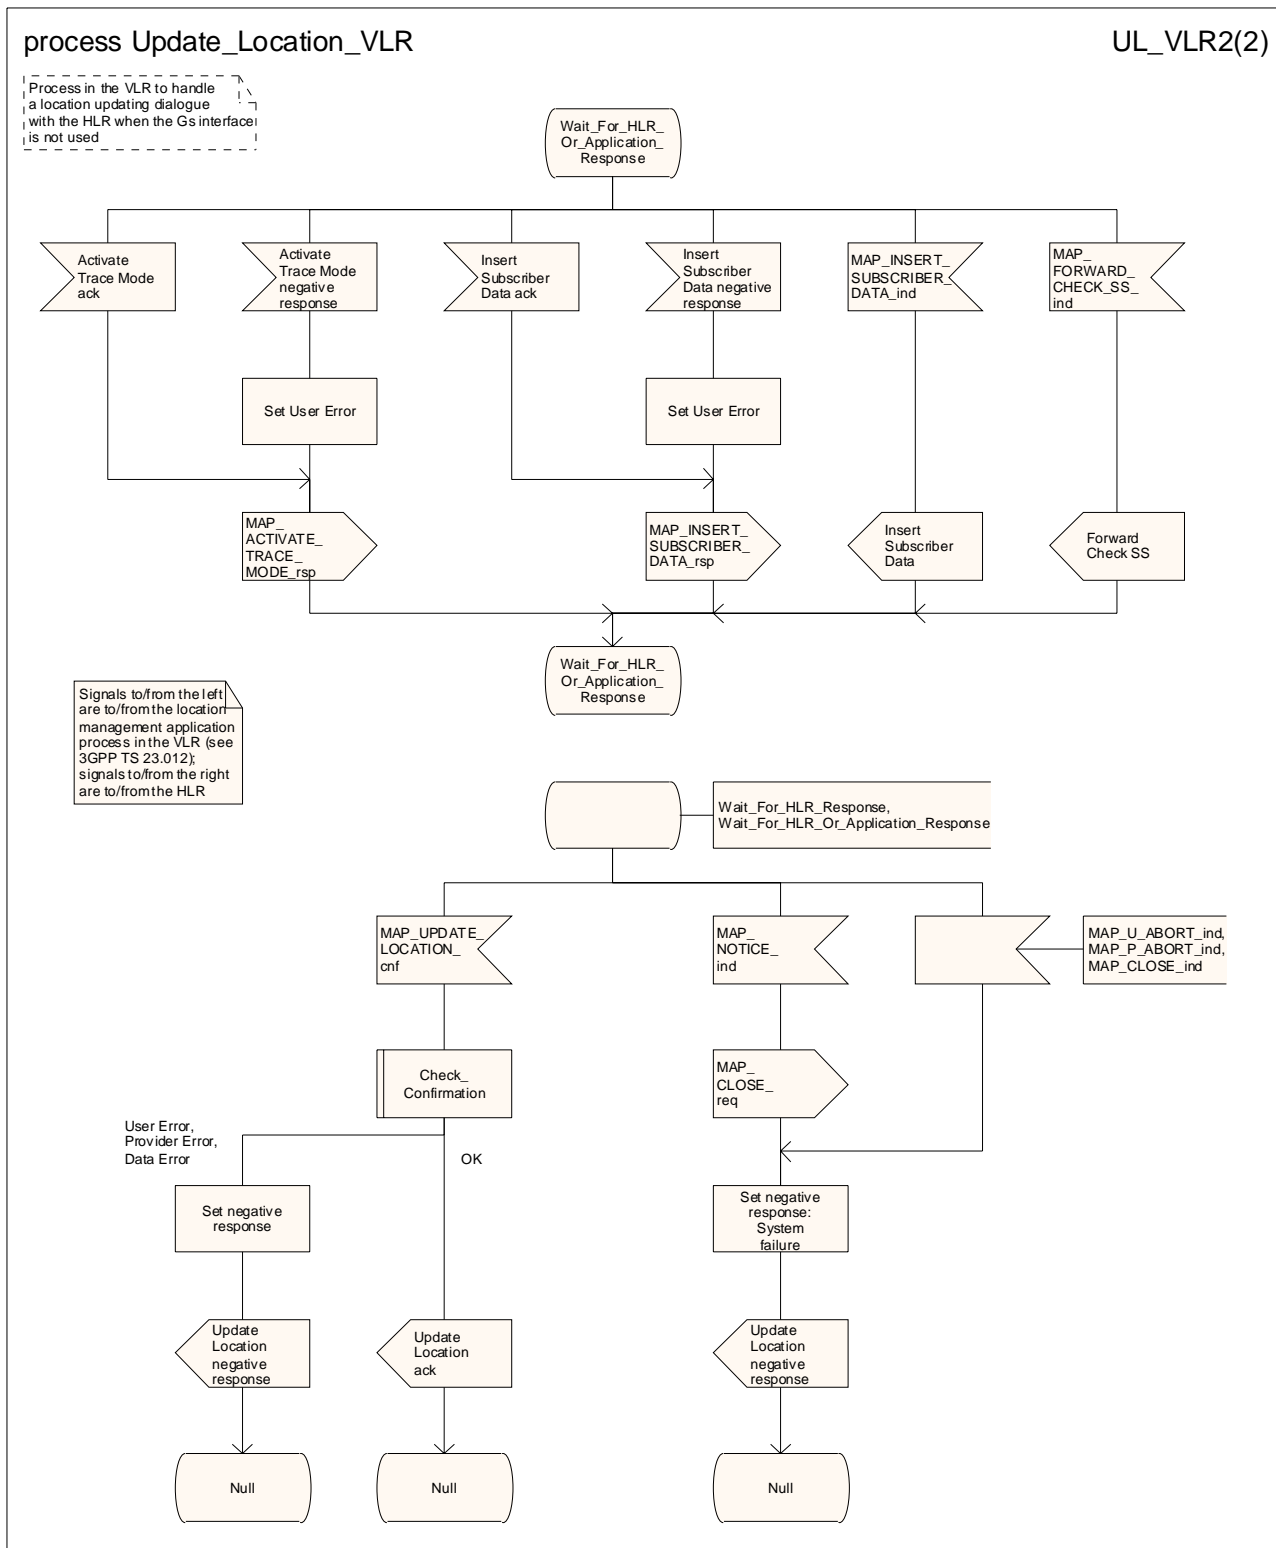 process Update_Location_VLR
UL_VLR2(2)
Process in the VLR to handle
a location updating dialogue
with the HLR when the Gs interface
is not used
Wait_For_HLR_
Or_Application_
Response
Activate
Trace Mode
ack
Activate
Trace Mode
negative
response
Insert
Subscriber
Data ack
Insert
Subscriber
Data negative
response
MAP_INSERT_
SUBSCRIBER_
DATA_ind
MAP_
FORWARD_
CHECK_SS_
ind
Set User Error
Set User Error
MAP_
ACTIVATE_
TRACE_
MODE_rsp
MAP_INSERT_
SUBSCRIBER_
DATA_rsp
Insert
Subscriber
Data
Forward
Check SS
Wait_For_HLR_
Or_Application_
Response
Signals to/from the left
are to/from the location
management application
process in the VLR (see
3GPP TS 23.012);
signals to/from the right
are to/from the HLR
Wait_For_HLR_Response,
Wait_For_HLR_Or_Application_Response
MAP_UPDATE_
LOCATION_
cnf
MAP_
NOTICE_
ind
MAP_U_ABORT_ind,
MAP_P_ABORT_ind,
MAP_CLOSE_ind
Check_
Confirmation
MAP_
CLOSE_
req
User Error,
Provider Error,
Data Error
OK
Set negative
response
Set negative
response:
System
failure
Update
Location
negative
response
Update
Location
ack
Update
Location
negative
response
Null
Null
Null